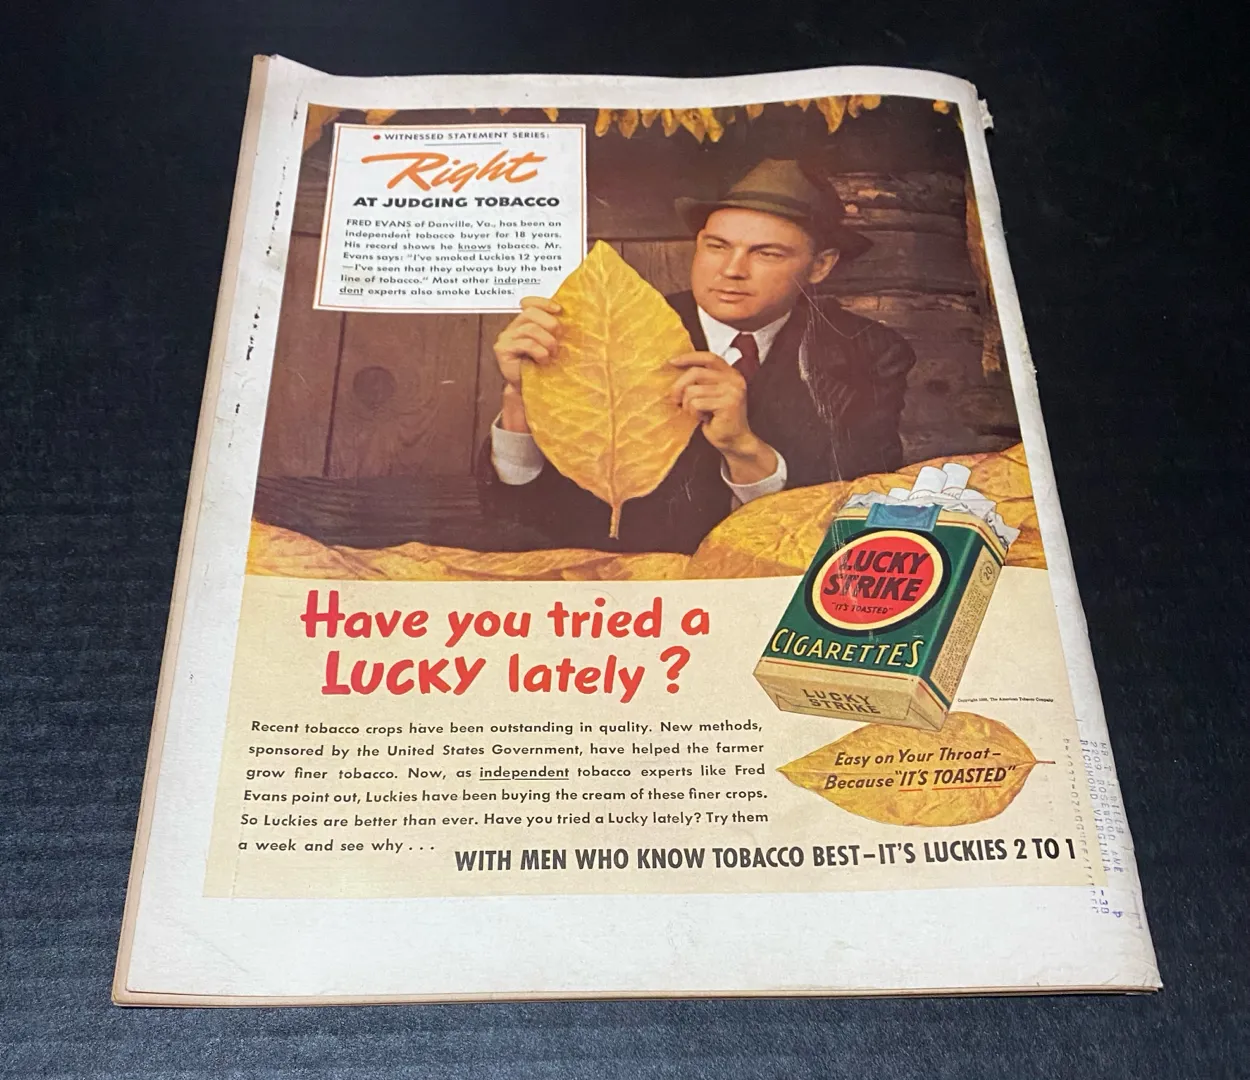 WITNESSED STATEMENT SERIES:
Right
AT JUDGING TOBACCO
FRED EVANS of Danville, Va., has been an
independent tobacco buyer for 18 years.
His record shows he knows tobacco. Mr.
Evans says: "I've smoked Luckies 12 years
—I've seen that they always buy the best
line of tobacco." Most other indepen-
dent experts also smoke Luckies.
LUCKY
STRIKE
"IT'S TOASTED"
CIGARETTES
20
LUCKY
STRIKE
Have you tried a
LUCKY lately?
Recent tobacco crops have been outstanding in quality. New methods,
sponsored by the United States Government, have helped the farmer
grow finer tobacco. Now, as independent tobacco experts like Fred
Evans point out, Luckies have been buying the cream of these finer crops.
So Luckies are better than ever. Have you tried a Lucky lately? Try them
a week and see why . . .
The American Tobacco Company
Easy on Your Throat—
Because "IT'S TOASTED"
WITH MEN WHO KNOW TOBACCO BEST—IT'S LUCKIES 2 TO 1
RICHMOND VIRGINIA